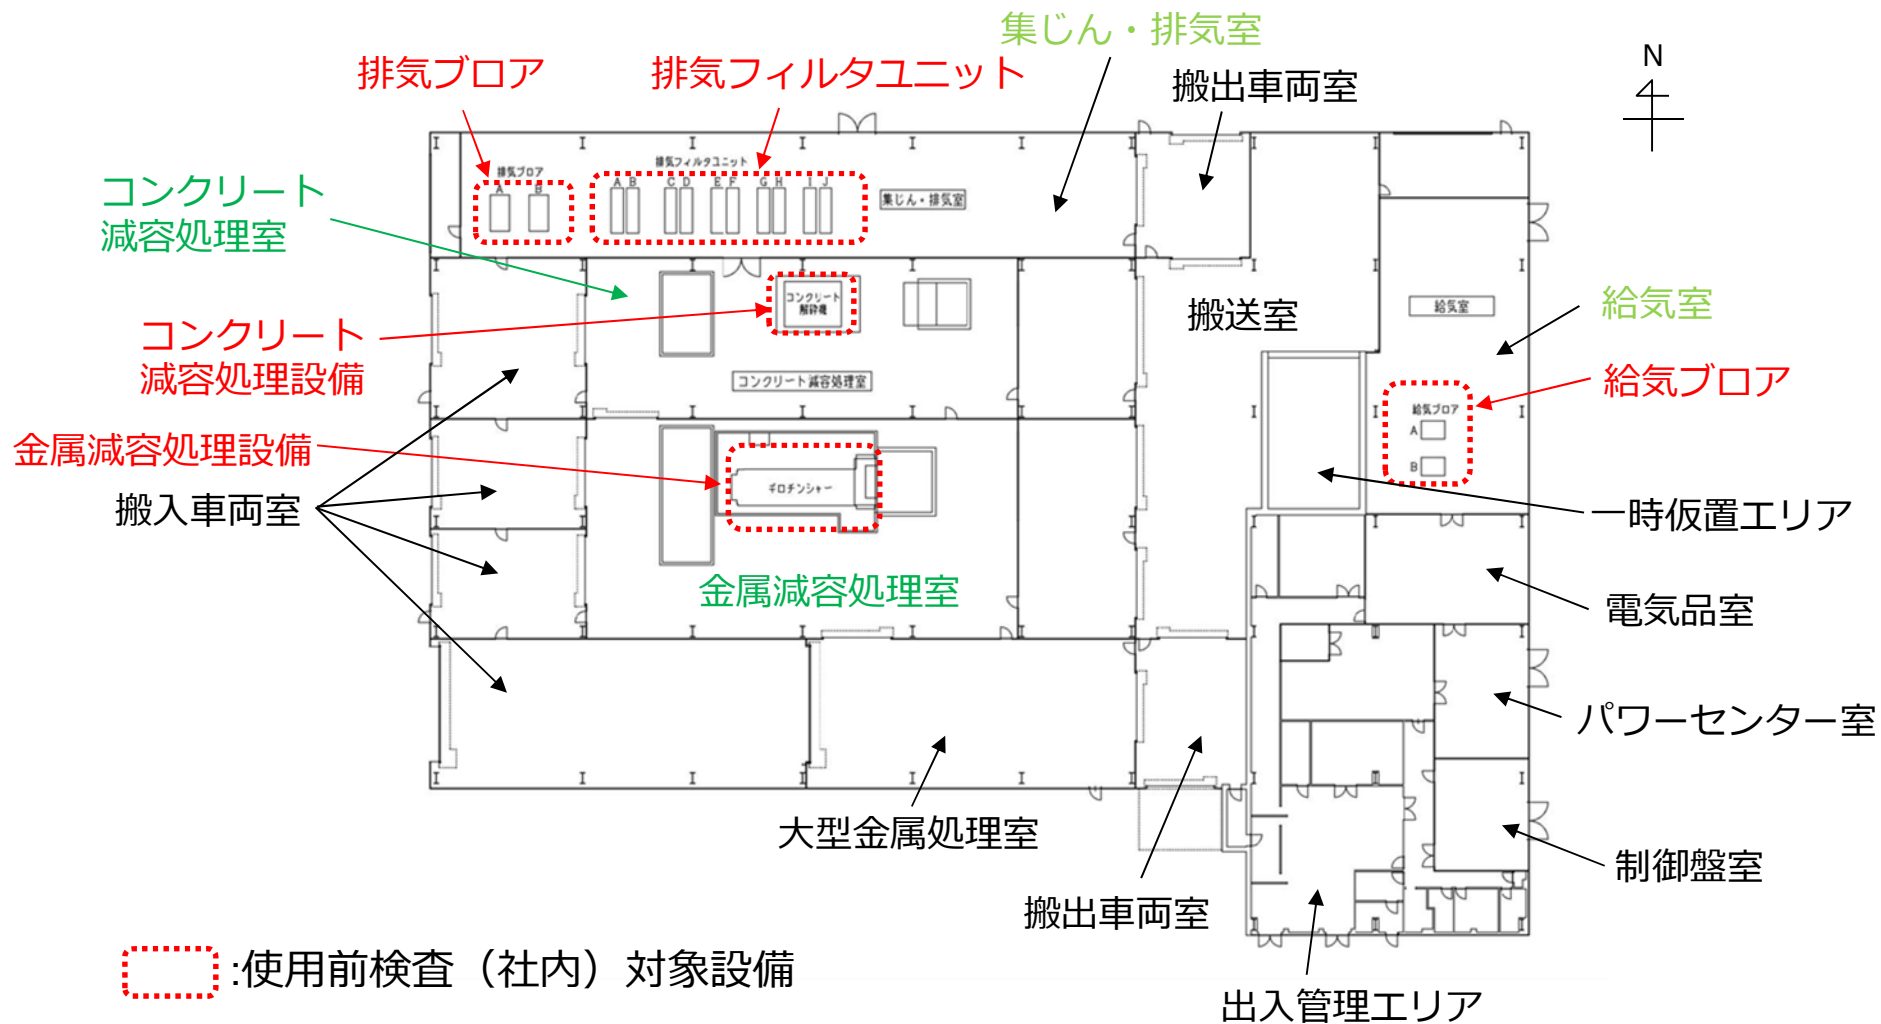 集じん・排気室
排気ブロア
排気フィルタユニット
搬出車両室
N
排気フィルタユニット
排気ブロア
A B
A B C D E F G H I J
集じん・排気室
コンクリート
減容処理室
コンクリート
解砕機
搬送室
給気室
給気室
コンクリート
減容処理設備
コンクリート減容処理室
給気ブロア
給気ブロア
A
B
金属減容処理設備
ギロチンシャー
搬入車両室
一時仮置エリア
金属減容処理室
電気品室
パワーセンター室
大型金属処理室
制御盤室
搬出車両室
:使用前検査（社内）対象設備
出入管理エリア